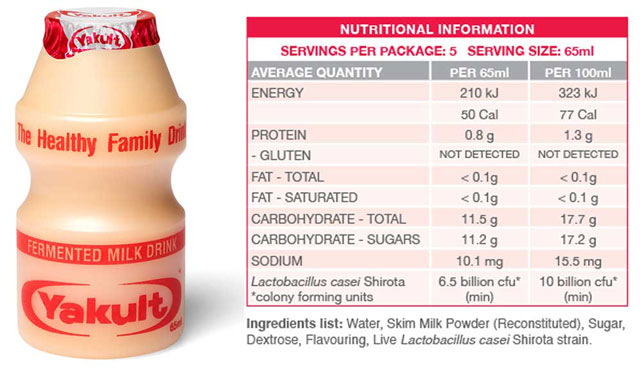 Yakult
The Healthy Family Drin
FERMENTED MILK DRINK
Yakult
65ml
NUTRITIONAL INFORMATION
SERVINGS PER PACKAGE: 5 SERVING SIZE: 65ml
AVERAGE QUANTITY PER 65ml PER 100ml
ENERGY 210 kJ 323 kJ
50 Cal 77 Cal
PROTEIN 0.8 g 1.3 g
- GLUTEN NOT DETECTED NOT DETECTED
FAT - TOTAL < 0.1g < 0.1g
FAT - SATURATED < 0.1g < 0.1 g
CARBOHYDRATE - TOTAL 11.5 g 17.7 g
CARBOHYDRATE - SUGARS 11.2 g 17.2 g
SODIUM 10.1 mg 15.5 mg
Lactobacillus casei Shirota 6.5 billion cfu* 10 billion cfu*
*colony forming units (min) (min)
Ingredients list: Water, Skim Milk Powder (Reconstituted), Sugar,
Dextrose, Flavouring, Live Lactobacillus casei Shirota strain.